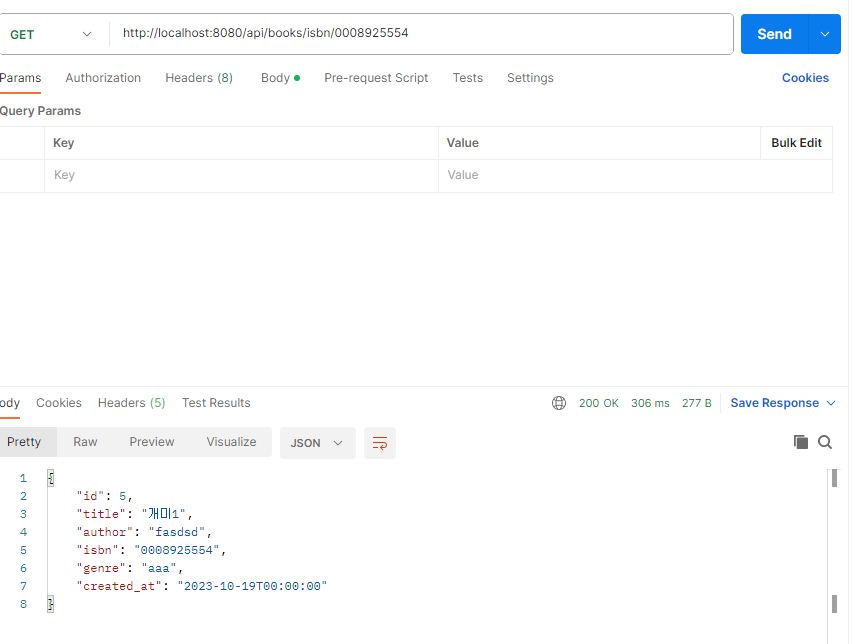 GET http://localhost:8080/api/books/isbn/0008925554 Send
Params Authorization Headers (8) Body Pre-request Script Tests Settings Cookies
Query Params
Key Value Bulk Edit
Key Value
ody Cookies Headers (5) Test Results 200 OK 306 ms 277 B Save Response
Pretty Raw Preview Visualize JSON
1 {
2 "id": 5,
3 "title": "개미1",
4 "author": "fasdsd",
5 "isbn": "0008925554",
6 "genre": "aaa",
7 "created_at": "2023-10-19T00:00:00"
8 }